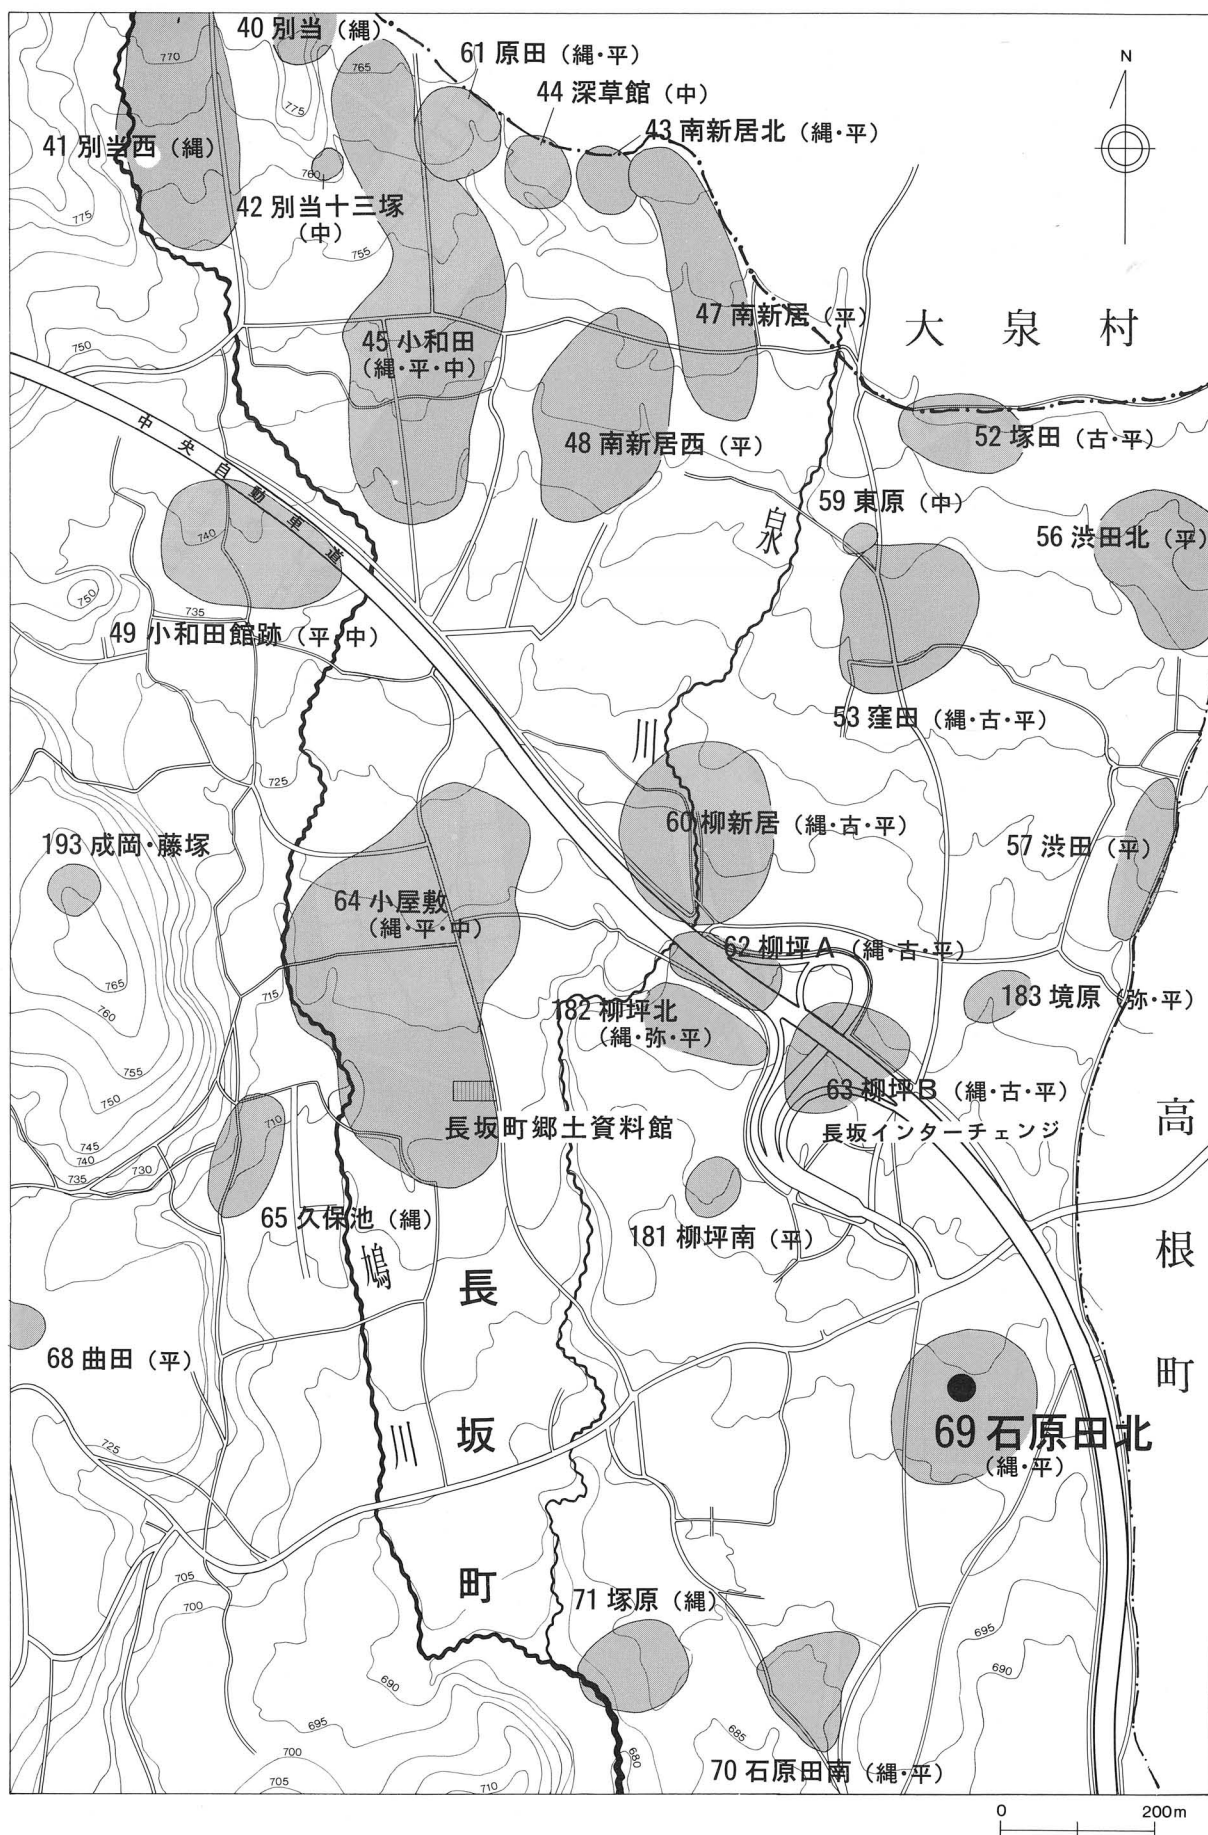 40 別当（縄）
770
765
775
61 原田（縄・平）
44 深草館（中）
43 南新居北（縄・平）
N
41 別当西（縄）
760
42 別当十三塚
（中）
775
755
47 南新居（平）
大泉村
750
45 小和田
（縄・平・中）
中央自動車道
48 南新居西（平）
52 塚田（古・平）
59 東原（中）
泉
川
56 渋田北（平）
740
750
735
49 小和田館跡（平・中）
53 窪田（縄・古・平）
725
193 成岡・藤塚
60 柳新居（縄・古・平）
57 渋田（平）
64 小屋敷
（縄・平・中）
62 柳坪A（縄・古・平）
765
760
715
182 柳坪北
（縄・弥・平）
183 境原（弥・平）
755
750
745
740
735
730
710
63 柳坪B（縄・古・平）
長坂町郷土資料館
長坂インターチェンジ
高根町
65 久保池（縄）
181 柳坪南（平）
鳩
川
長坂町
68 曲田（平）
69 石原田北
（縄・平）
725
705
700
71 塚原（縄）
695
690
690
695
700
705
710
680
685
70 石原田南（縄・平）
0
200m